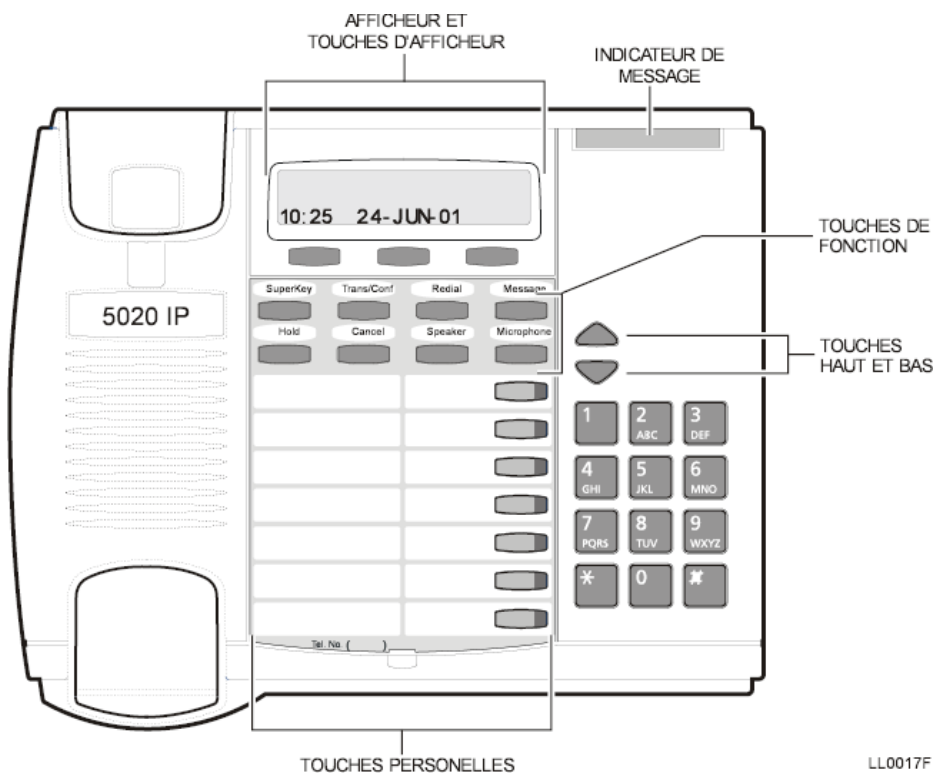 AFFICHEUR ET
TOUCHES D'AFFICHEUR
INDICATEUR DE
MESSAGE
10:25 24-JUN-01
TOUCHES DE
FONCTION
SuperKey Trans/Conf Redial Message
5020 IP
Hold Cancel Speaker Microphone
TOUCHES
HAUT ET BAS
1 2 3
ABC DEF
4 5 6
GHI JKL MNO
7 8 9
PQRS TUV WXYZ
* 0 #
Tel. No. ( )
TOUCHES PERSONELLES
LL0017F